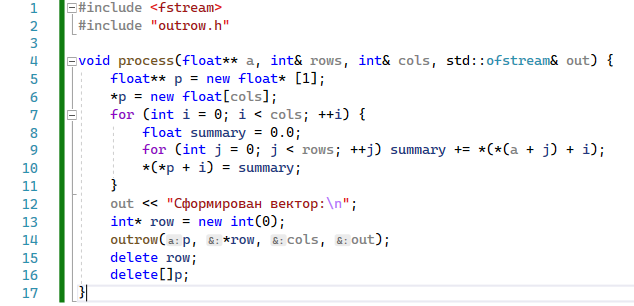 1 #include <fstream>
2 #include "outrow.h"
3
4 void process(float** a, int& rows, int& cols, std::ofstream& out) {
5 float** p = new float* [1];
6 *p = new float[cols];
7 for (int i = 0; i < cols; ++i) {
8 float summary = 0.0;
9 for (int j = 0; j < rows; ++j) summary += *(*(a + j) + i);
10 *(*p + i) = summary;
11 }
12 out << "Сформирован вектор:\n";
13 int* row = new int(0);
14 outrow(a:p, &:*row, &:cols, &:out);
15 delete row;
16 delete[]p;
17 }